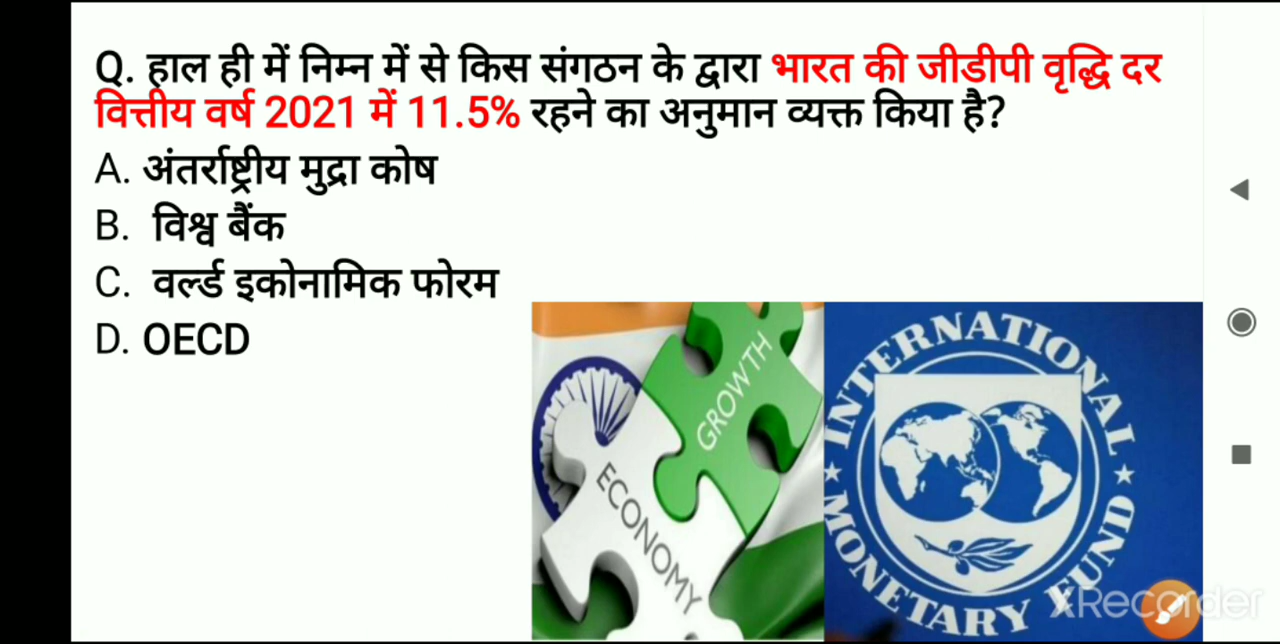 Q. हाल ही में निम्न में से किस संगठन के द्वारा भारत की जीडीपी वृद्धि दर
वित्तीय वर्ष 2021 में 11.5% रहने का अनुमान व्यक्त किया है?
A. अंतर्राष्ट्रीय मुद्रा कोष
B. विश्व बैंक
C. वर्ल्ड इकोनामिक फोरम
D. OECD
GROWTH
ECONOMY
INTERNATIONAL
MONETARY FUND
XRecorder